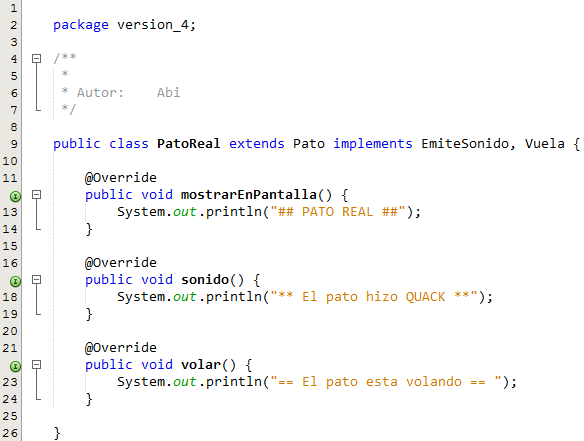 1
2 package version_4;
3
4 /**
5  *
6  * Autor:    Abi
7  */
8
9 public class PatoReal extends Pato implements EmiteSonido, Vuela {
10
11     @Override
public void mostrarEnPantalla() {
13         System.out.println("## PATO REAL ##");
14     }
15
16     @Override
public void sonido() {
18         System.out.println("** El pato hizo QUACK **");
19     }
20
21     @Override
public void volar() {
23         System.out.println("== El pato esta volando == ");
24     }
25
26 }